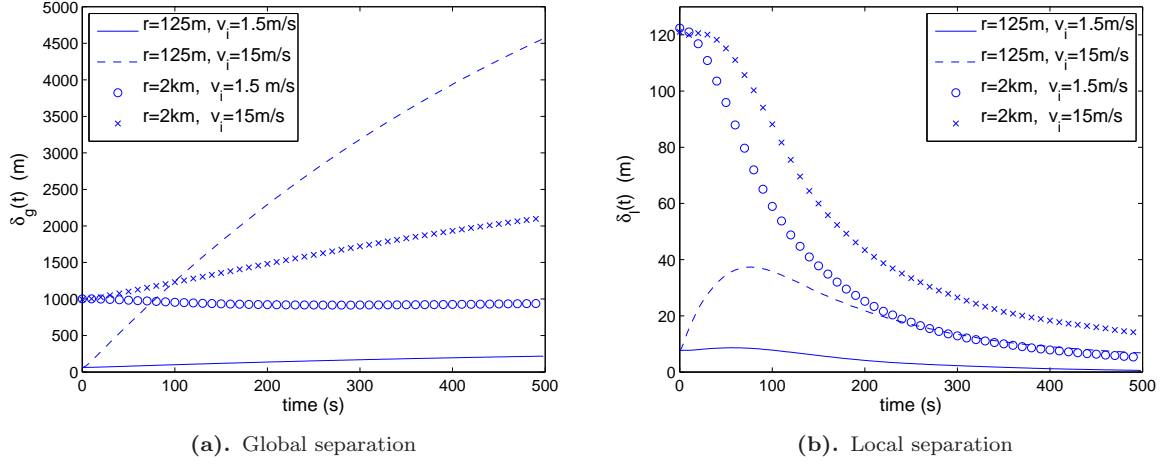 5000
4500
4000
3500
3000
2500
2000
1500
1000
500
0
δg(t) (m)
r=125m, vi=1.5m/s
r=125m, vi=15m/s
r=2km, vi=1.5 m/s
r=2km, vi=15m/s
0 100 200 300 400 500
time (s)
(a). Global separation
120
100
80
60
40
20
0
δl(t) (m)
r=125m, vi=1.5m/s
r=125m, vi=15m/s
r=2km, vi=1.5m/s
r=2km, vi=15m/s
0 100 200 300 400 500
time (s)
(b). Local separation